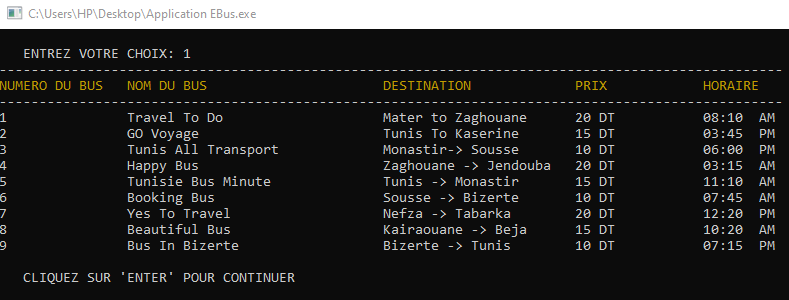 C:\Users\HP\Desktop\Application EBus.exe
ENTREZ VOTRE CHOIX: 1
--------------------------------------------------------------------------------------------------
NUMERO DU BUS NOM DU BUS DESTINATION PRIX HORAIRE
--------------------------------------------------------------------------------------------------
1 Travel To Do Mater to Zaghouane 20 DT 08:10 AM
2 GO Voyage Tunis To Kaserine 15 DT 03:45 PM
3 Tunis All Transport Monastir-> Sousse 10 DT 06:00 PM
4 Happy Bus Zaghouane -> Jendouba 20 DT 03:15 AM
5 Tunisie Bus Minute Tunis -> Monastir 15 DT 11:10 AM
6 Booking Bus Sousse -> Bizerte 10 DT 07:45 AM
7 Yes To Travel Nefza -> Tabarka 20 DT 12:20 PM
8 Beautiful Bus Kairaouane -> Beja 15 DT 10:20 AM
9 Bus In Bizerte Bizerte -> Tunis 10 DT 07:15 PM
CLIQUEZ SUR 'ENTER' POUR CONTINUER